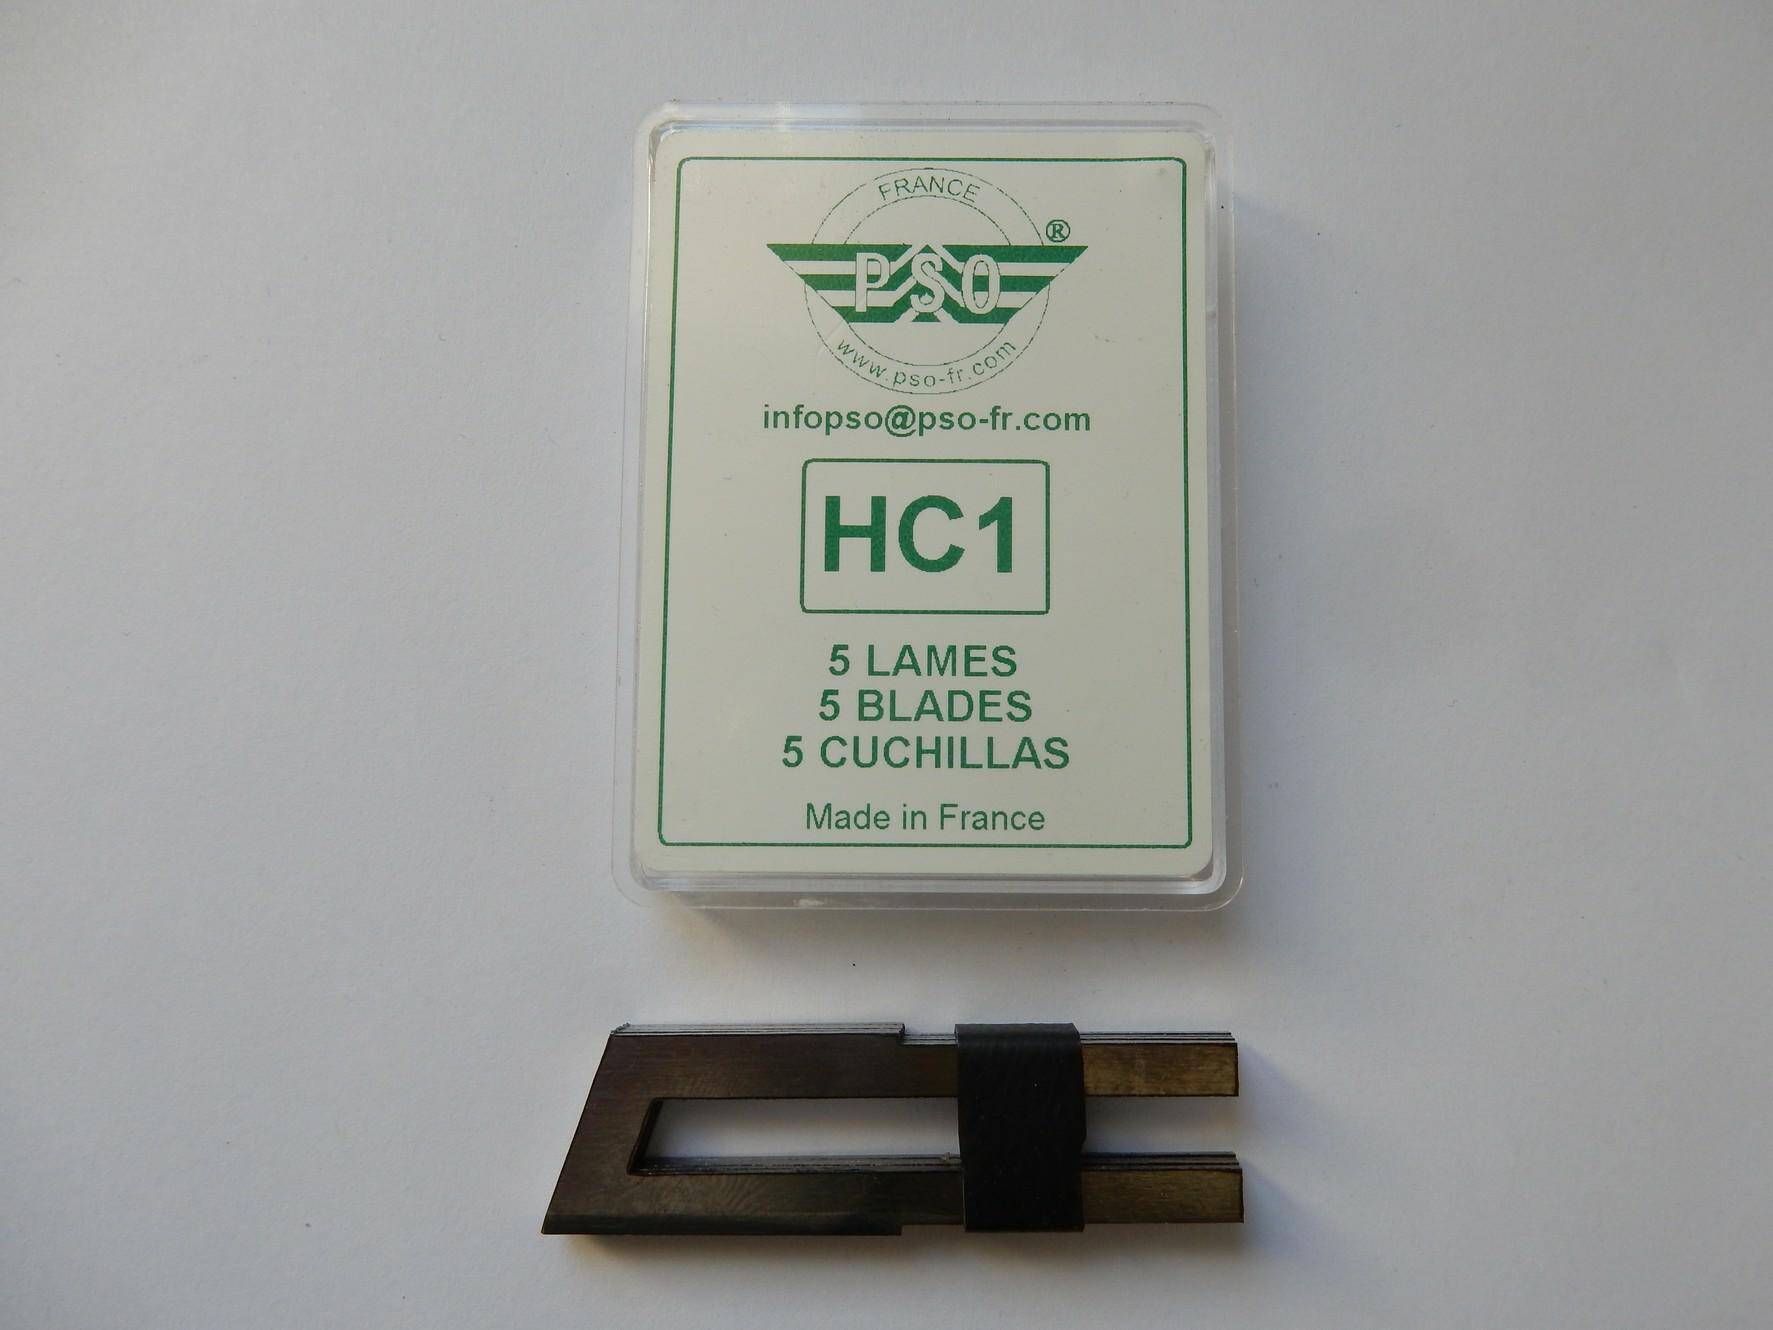 FRANCE
®
PSO
www.pso-fr.com
infopso@pso-fr.com
HC1
5 LAMES
5 BLADES
5 CUCHILLAS
Made in France